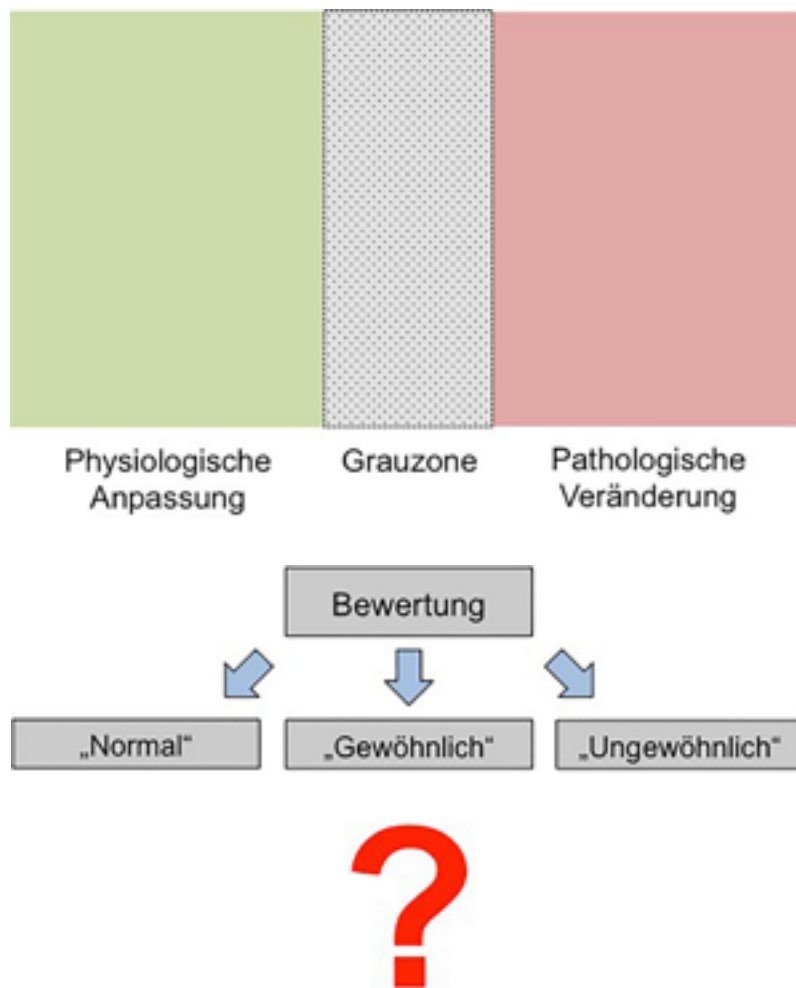 Physiologische Anpassung
Grauzone
Pathologische Veränderung
Bewertung
„Normal“
„Gewöhnlich“
„Ungewöhnlich“
?